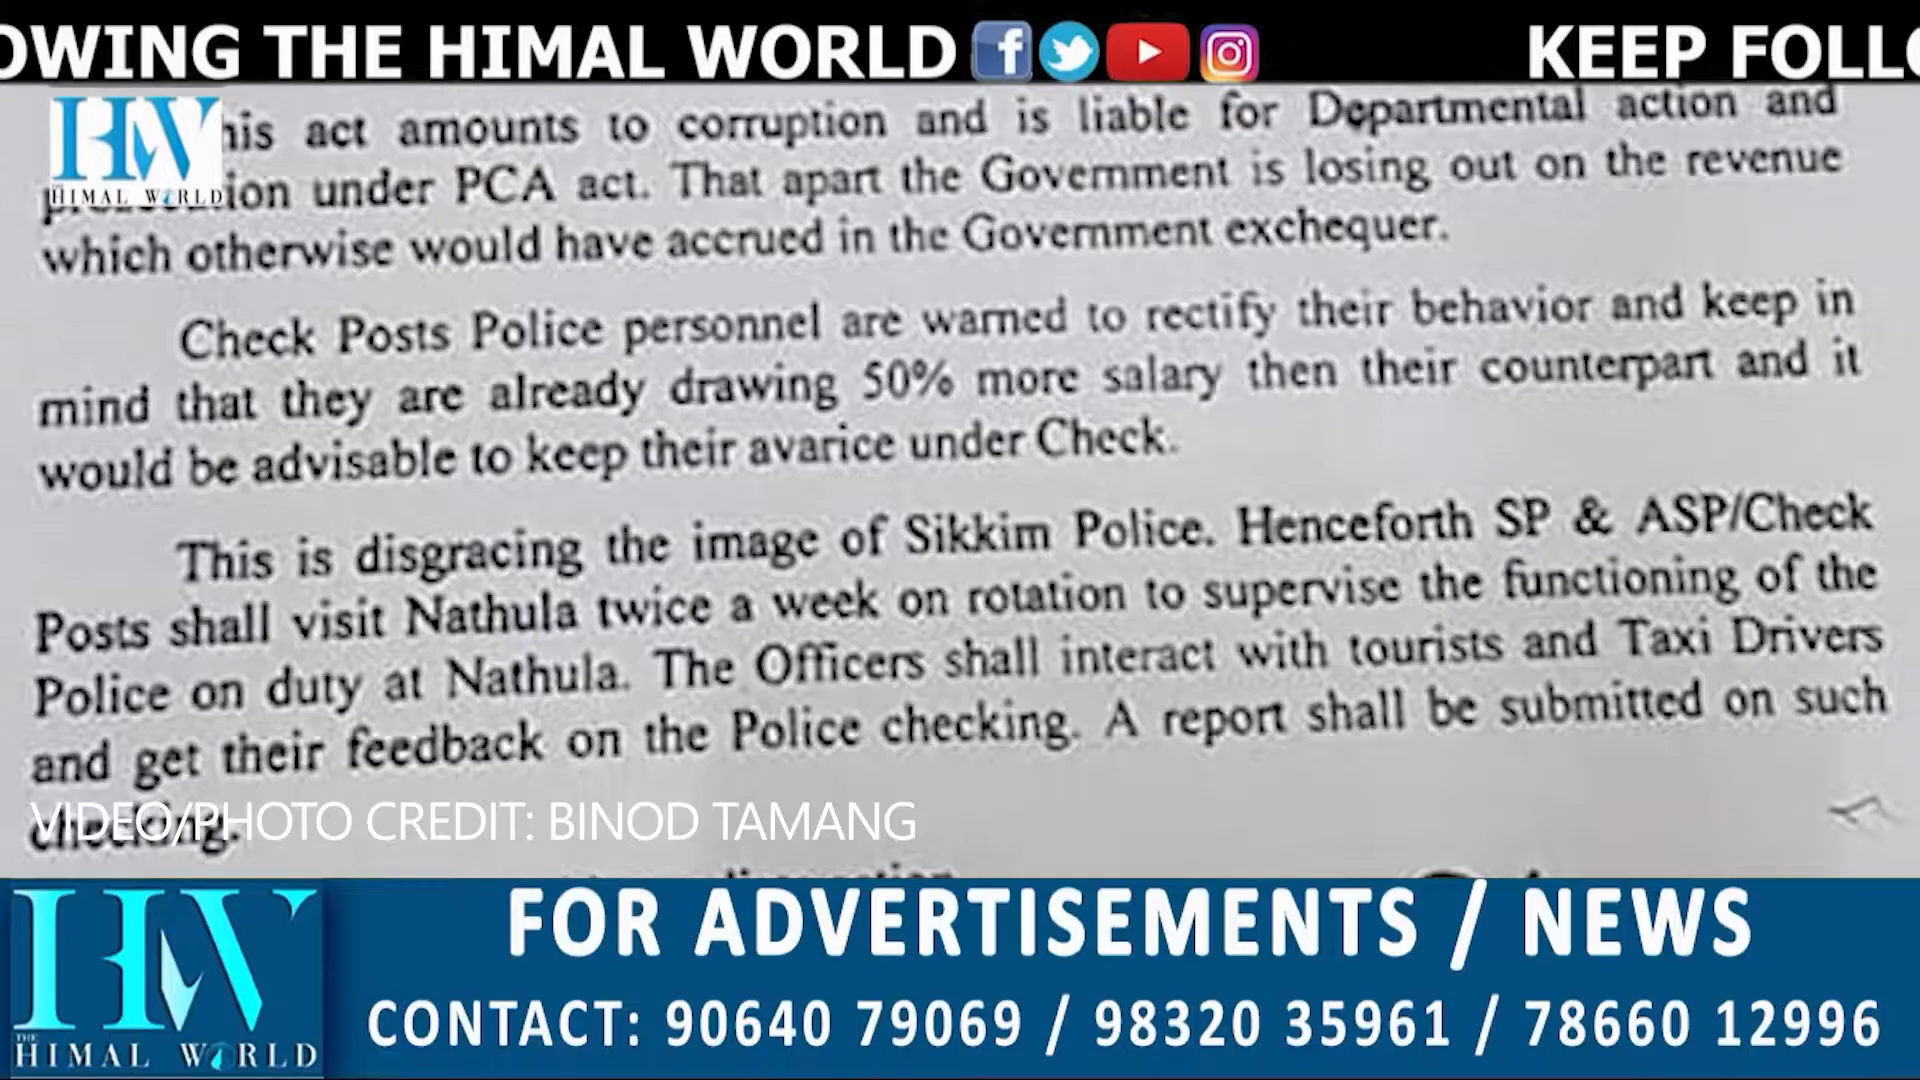 OWING THE HIMAL WORLD
KEEP FOLLO
HW
THE HIMAL WORLD
his act amounts to corruption and is liable for Departmental action and
ion under PCA act. That apart the Government is losing out on the revenue
which otherwise would have accrued in the Government exchequer.
Check Posts Police personnel are warned to rectify their behavior and keep in
mind that they are already drawing 50% more salary then their counterpart and it
would be advisable to keep their avarice under Check.
This is disgracing the image of Sikkim Police. Henceforth SP & ASP/Check
Posts shall visit Nathula twice a week on rotation to supervise the functioning of the
Police on duty at Nathula. The Officers shall interact with tourists and Taxi Drivers
and get their feedback on the Police checking. A report shall be submitted on such
checking.
VIDEO/PHOTO CREDIT: BINOD TAMANG
HW
THE HIMAL WORLD
FOR ADVERTISEMENTS / NEWS
CONTACT: 90640 79069 / 98320 35961 / 78660 12996